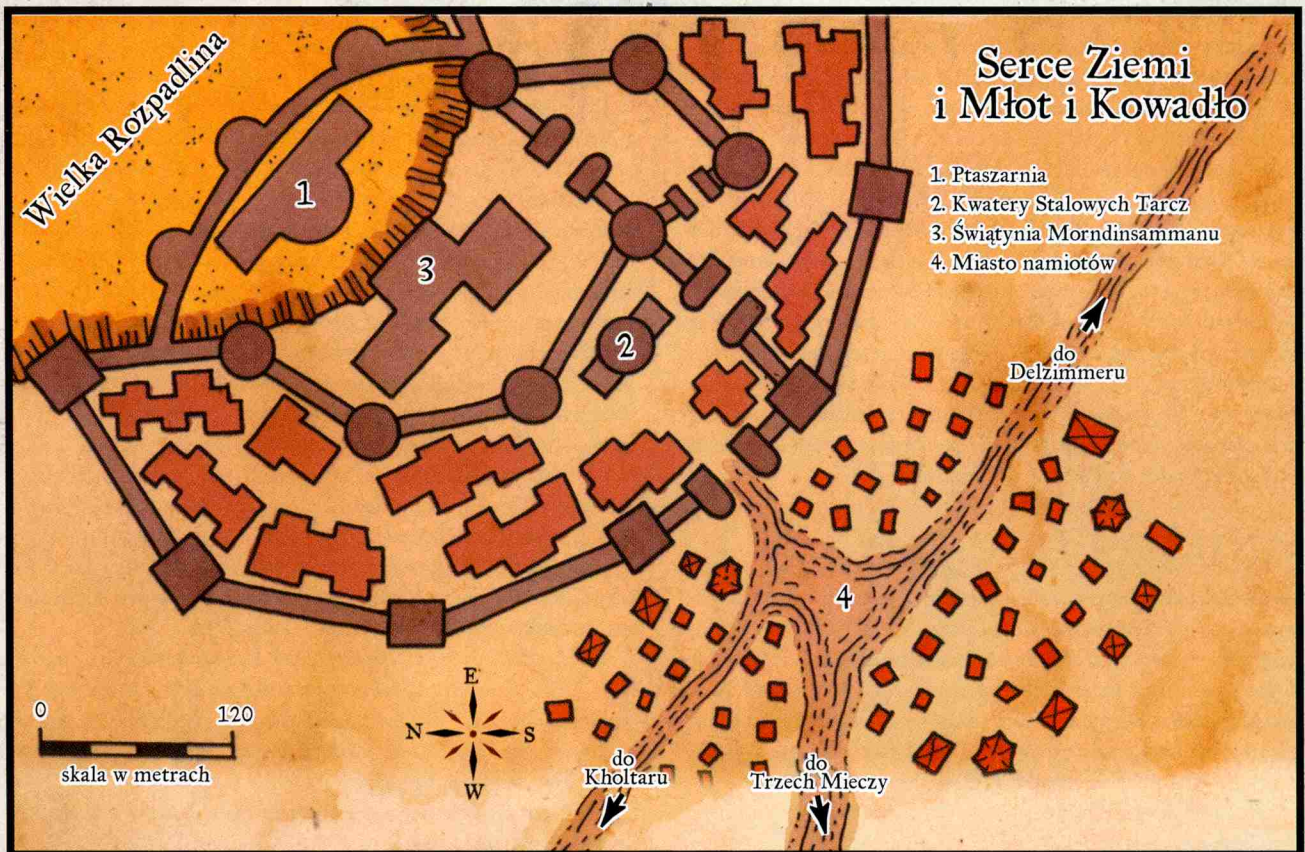 Serce Ziemi
i Młot i Kowadło
Wielka Rozpadlina
1. Ptaszarnia
2. Kwatery Stalowych Tarcz
3. Świątynia Morndinsammanu
4. Miasto namiotów
1
3
2
4
do
Delzimmeru
E
N
S
W
0
120
skala w metrach
do
Kholtaru
do
Trzech Mieczy